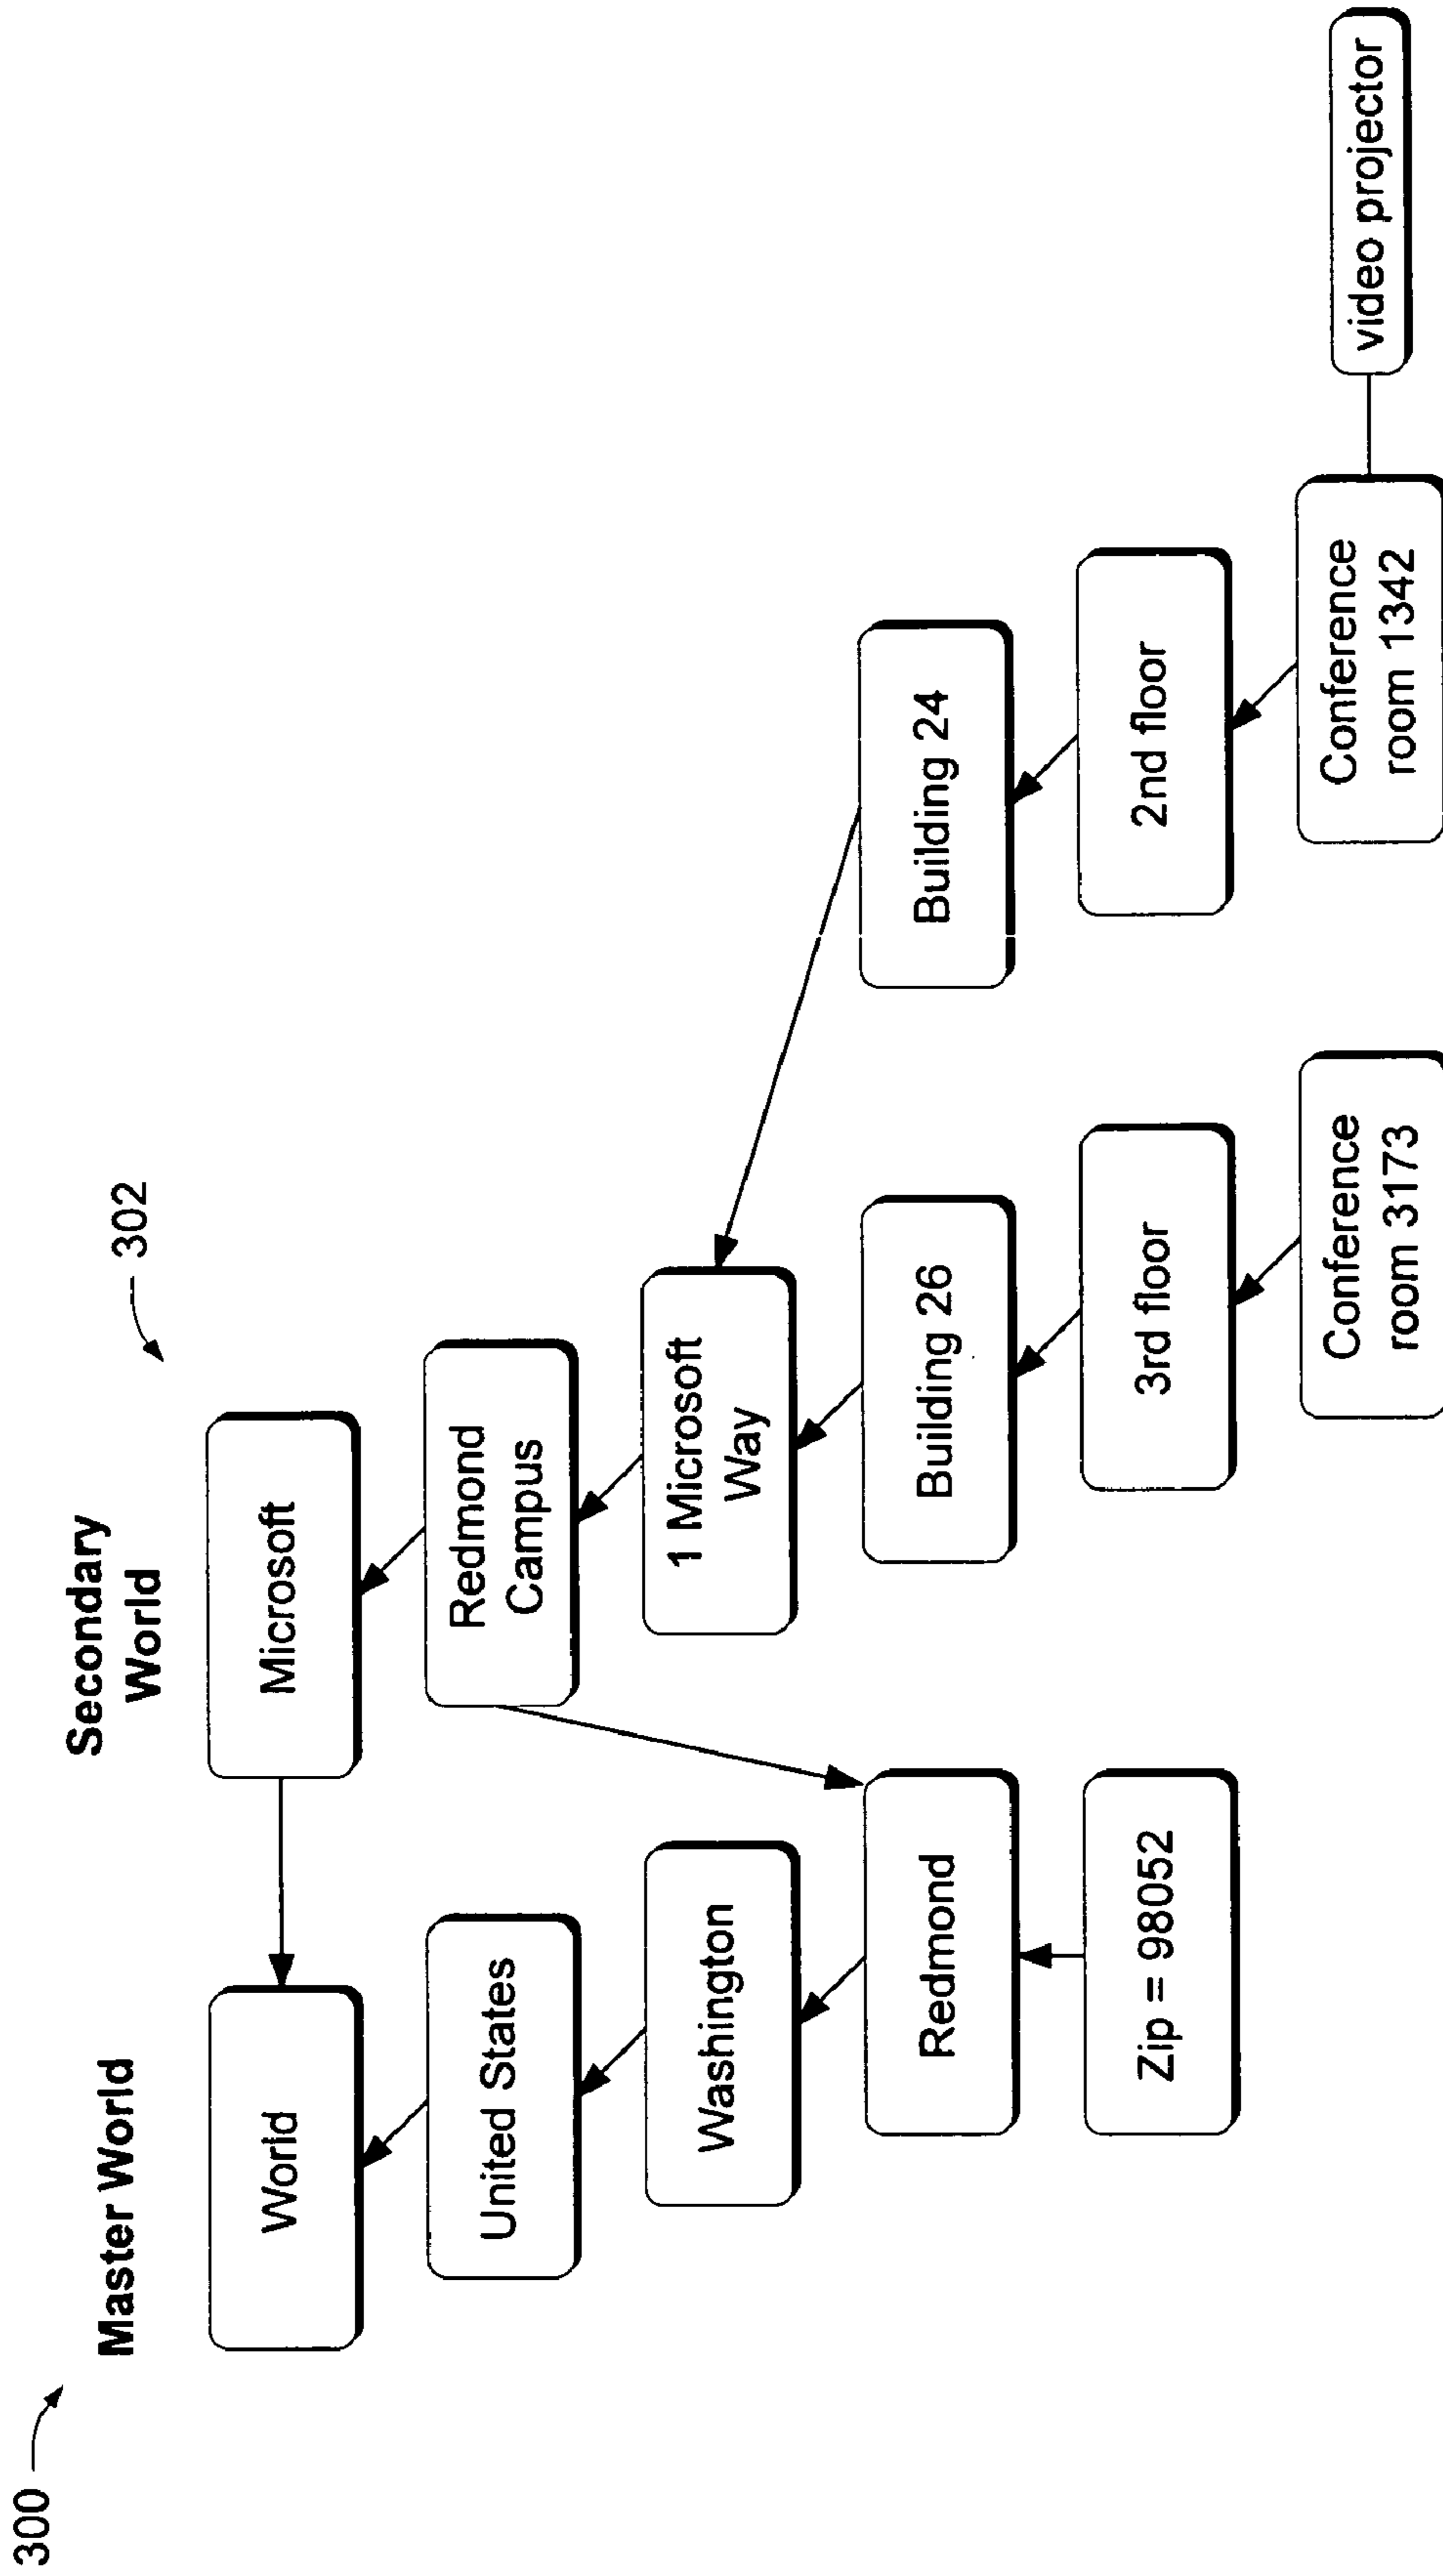 300
Master World
World
United States
Washington
Redmond
Zip = 98052
302
Secondary
World
Microsoft
Redmond
Campus
1 Microsoft
Way
Building 26
3rd floor
Conference
room 3173
Building 24
2nd floor
Conference
room 1342
video projector